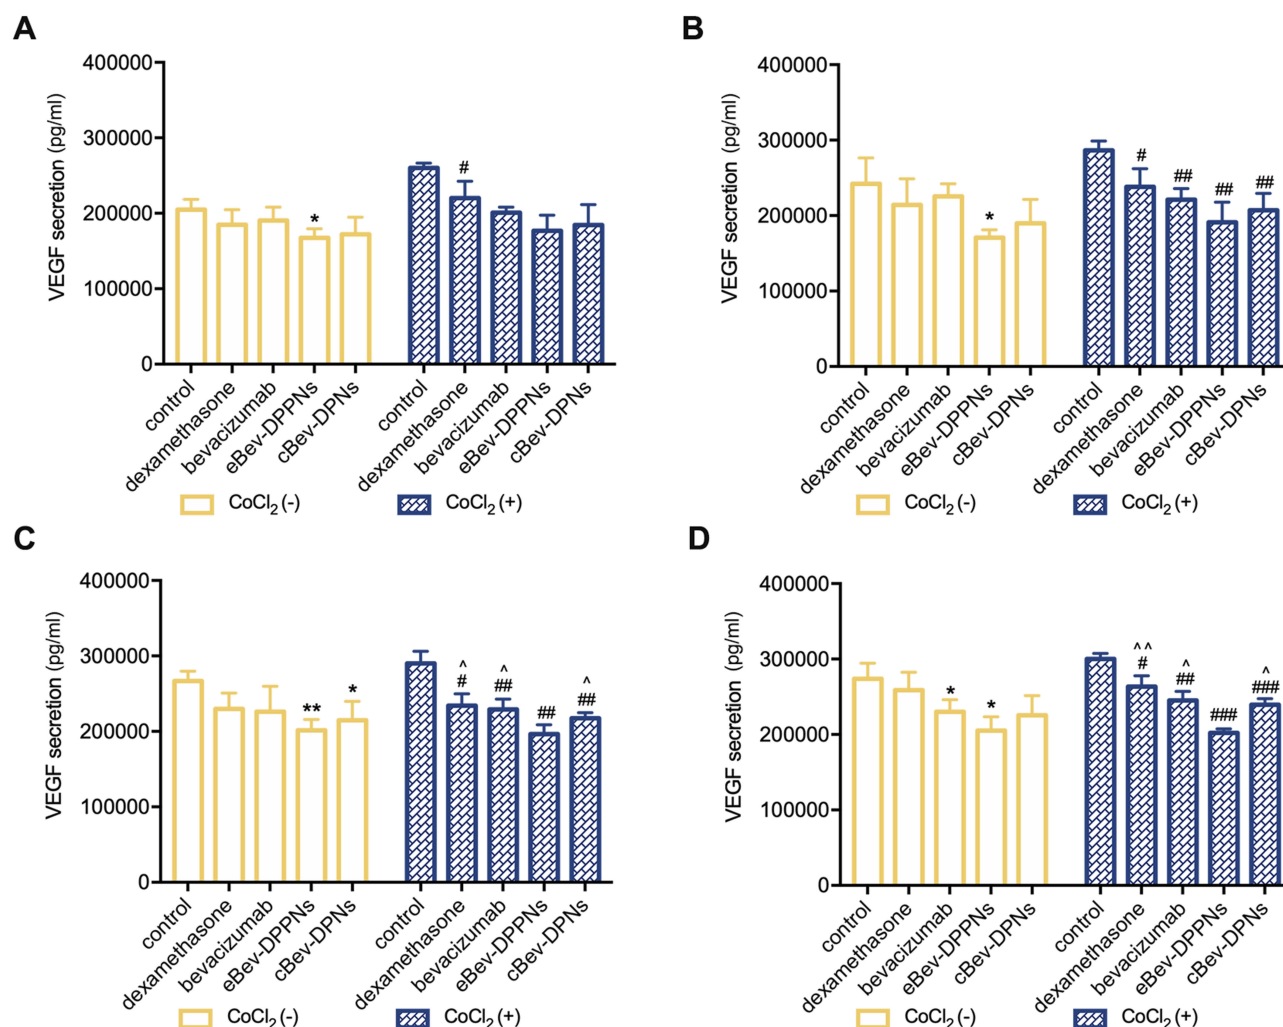 A
VEGF secretion (pg/ml)
400000
300000
200000
100000
0
#
*
control
dexamethasone
bevacizumab
eBev-DPPNs
cBev-DPNs
control
dexamethasone
bevacizumab
eBev-DPPNs
cBev-DPNs
CoCl2 (-)
CoCl2 (+)
B
VEGF secretion (pg/ml)
400000
300000
200000
100000
0
*
#
##
##
##
control
dexamethasone
bevacizumab
eBev-DPPNs
cBev-DPNs
control
dexamethasone
bevacizumab
eBev-DPPNs
cBev-DPNs
CoCl2 (-)
CoCl2 (+)
C
VEGF secretion (pg/ml)
400000
300000
200000
100000
0
**
*
^
#
^
##
##
^
##
control
dexamethasone
bevacizumab
eBev-DPPNs
cBev-DPNs
control
dexamethasone
bevacizumab
eBev-DPPNs
cBev-DPNs
CoCl2 (-)
CoCl2 (+)
D
VEGF secretion (pg/ml)
400000
300000
200000
100000
0
*
*
^ ^
#
^
##
###
^
###
control
dexamethasone
bevacizumab
eBev-DPPNs
cBev-DPNs
control
dexamethasone
bevacizumab
eBev-DPPNs
cBev-DPNs
CoCl2 (-)
CoCl2 (+)